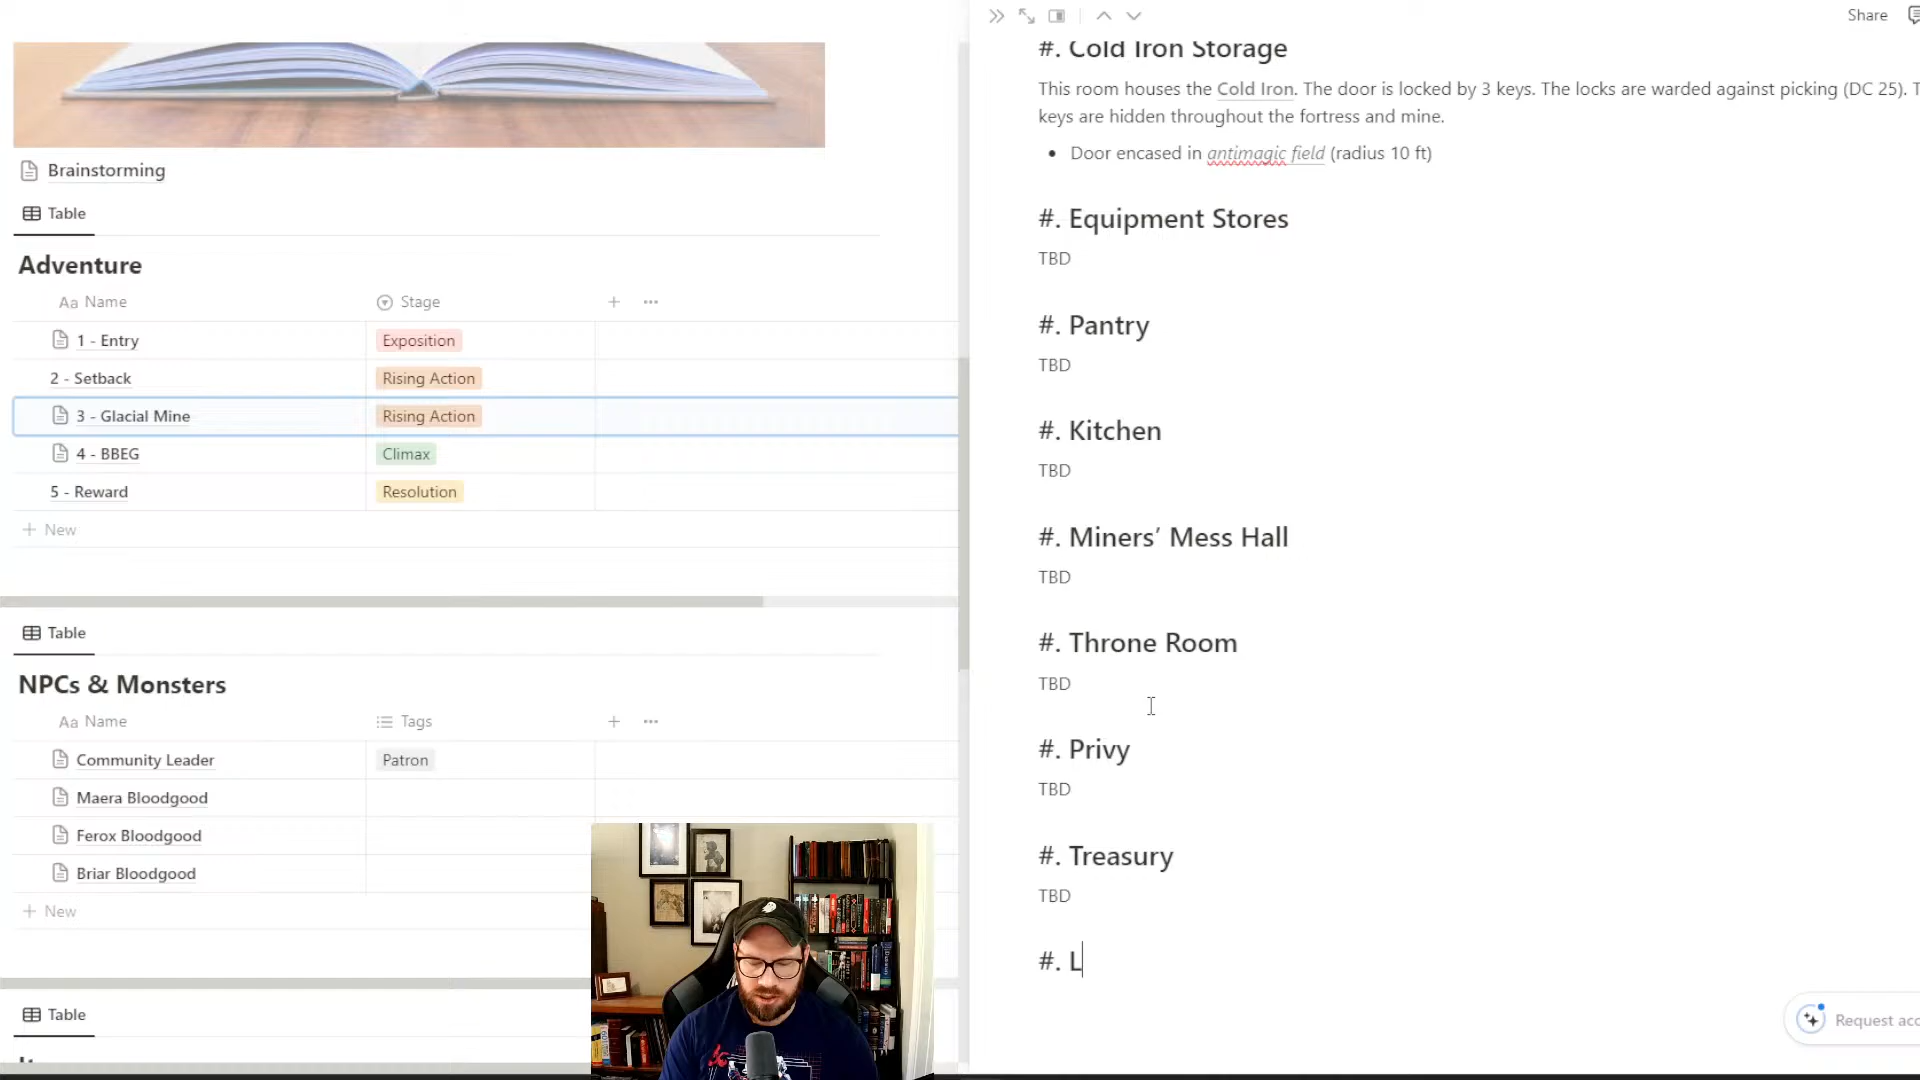 Brainstorming
Table
Adventure
Aa Name
Stage
1 - Entry
Exposition
2 - Setback
Rising Action
3 - Glacial Mine
Rising Action
4 - BBEG
Climax
5 - Reward
Resolution
+ New
Table
NPCs & Monsters
Aa Name
Tags
Community Leader
Patron
Maera Bloodgood
Ferox Bloodgood
Briar Bloodgood
+ New
Table
Share
#. Cold Iron Storage
This room houses the Cold Iron. The door is locked by 3 keys. The locks are warded against picking (DC 25). T
keys are hidden throughout the fortress and mine.
• Door encased in antimagic field (radius 10 ft)
#. Equipment Stores
TBD
#. Pantry
TBD
#. Kitchen
TBD
#. Miners’ Mess Hall
TBD
#. Throne Room
TBD
#. Privy
TBD
#. Treasury
TBD
#. L
Request acc